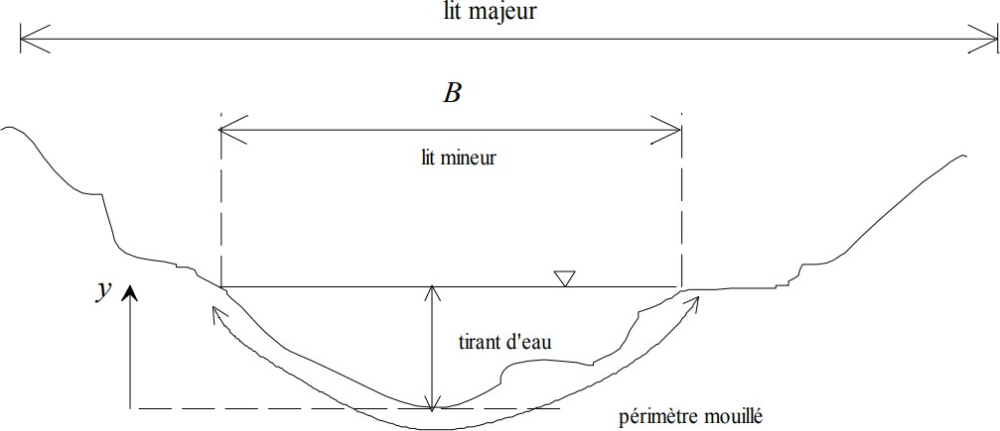 lit majeur
B
lit mineur
y
tirant d'eau
périmètre mouillé